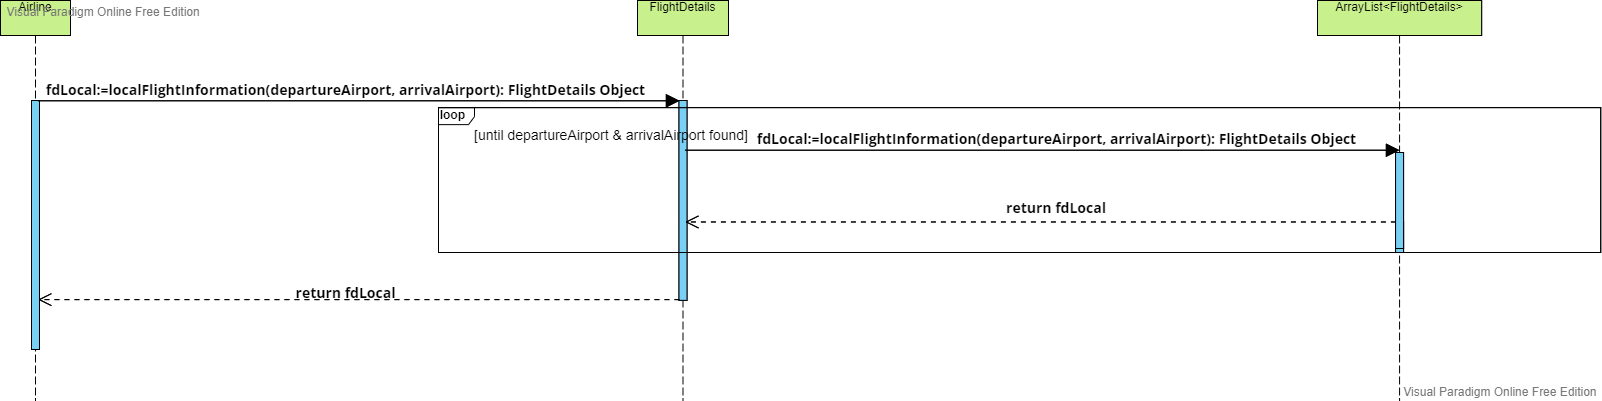 Airline
Visual Paradigm Online Free Edition
FlightDetails
ArrayList<FlightDetails>
fdLocal:=localFlightInformation(departureAirport, arrivalAirport): FlightDetails Object
loop
[until departureAirport & arrivalAirport found]
fdLocal:=localFlightInformation(departureAirport, arrivalAirport): FlightDetails Object
return fdLocal
return fdLocal
Visual Paradigm Online Free Edition